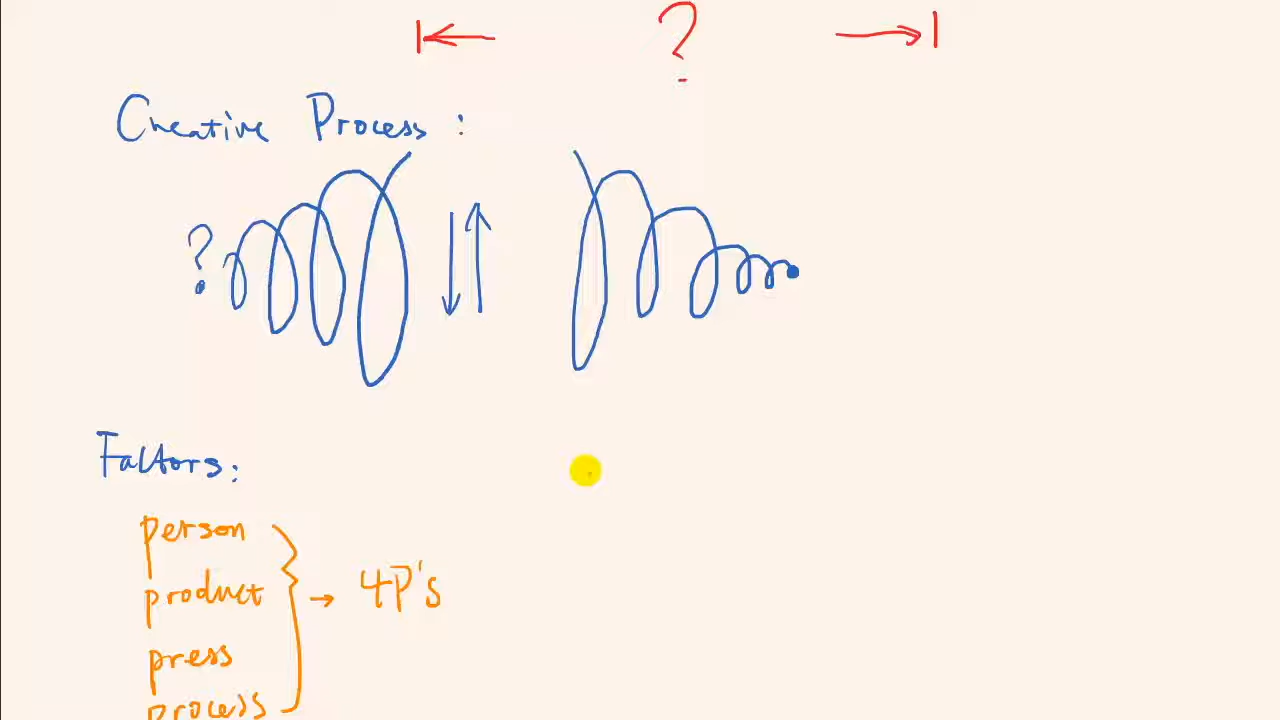 ?
Creative Process:
?
Factors:
person
product
→ 4P's
press
process